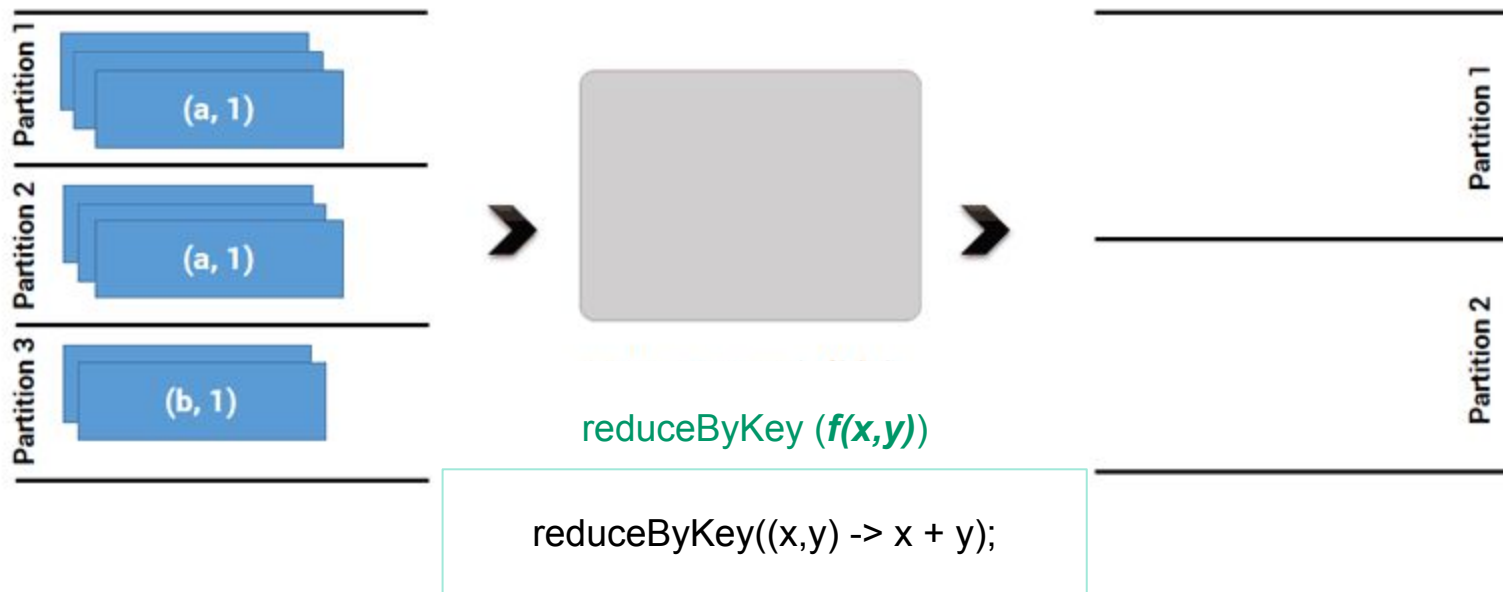 Partition 1
(a, 1)
Partition 2
(a, 1)
Partition 3
(b, 1)
reduceByKey (f(x,y))
reduceByKey((x,y) -> x + y);
Partition 1
Partition 2